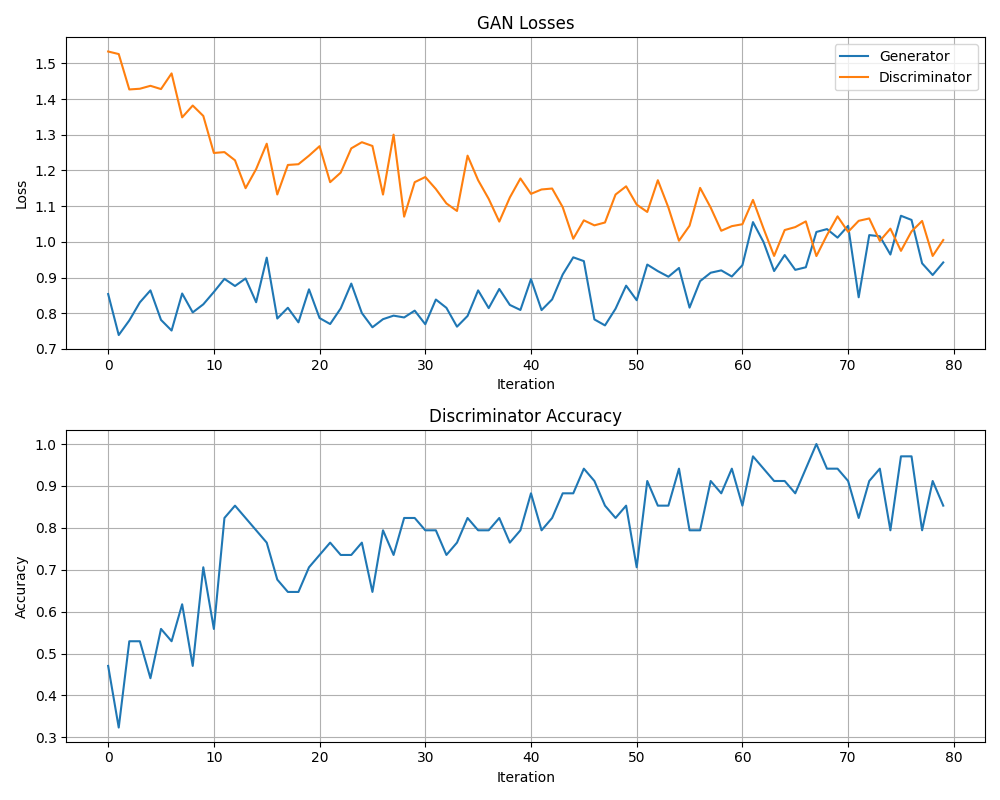 GAN Losses
Generator
Discriminator
Loss
1.5
1.4
1.3
1.2
1.1
1.0
0.9
0.8
0.7
0 10 20 30 40 50 60 70 80
Iteration
Discriminator Accuracy
Accuracy
1.0
0.9
0.8
0.7
0.6
0.5
0.4
0.3
0 10 20 30 40 50 60 70 80
Iteration